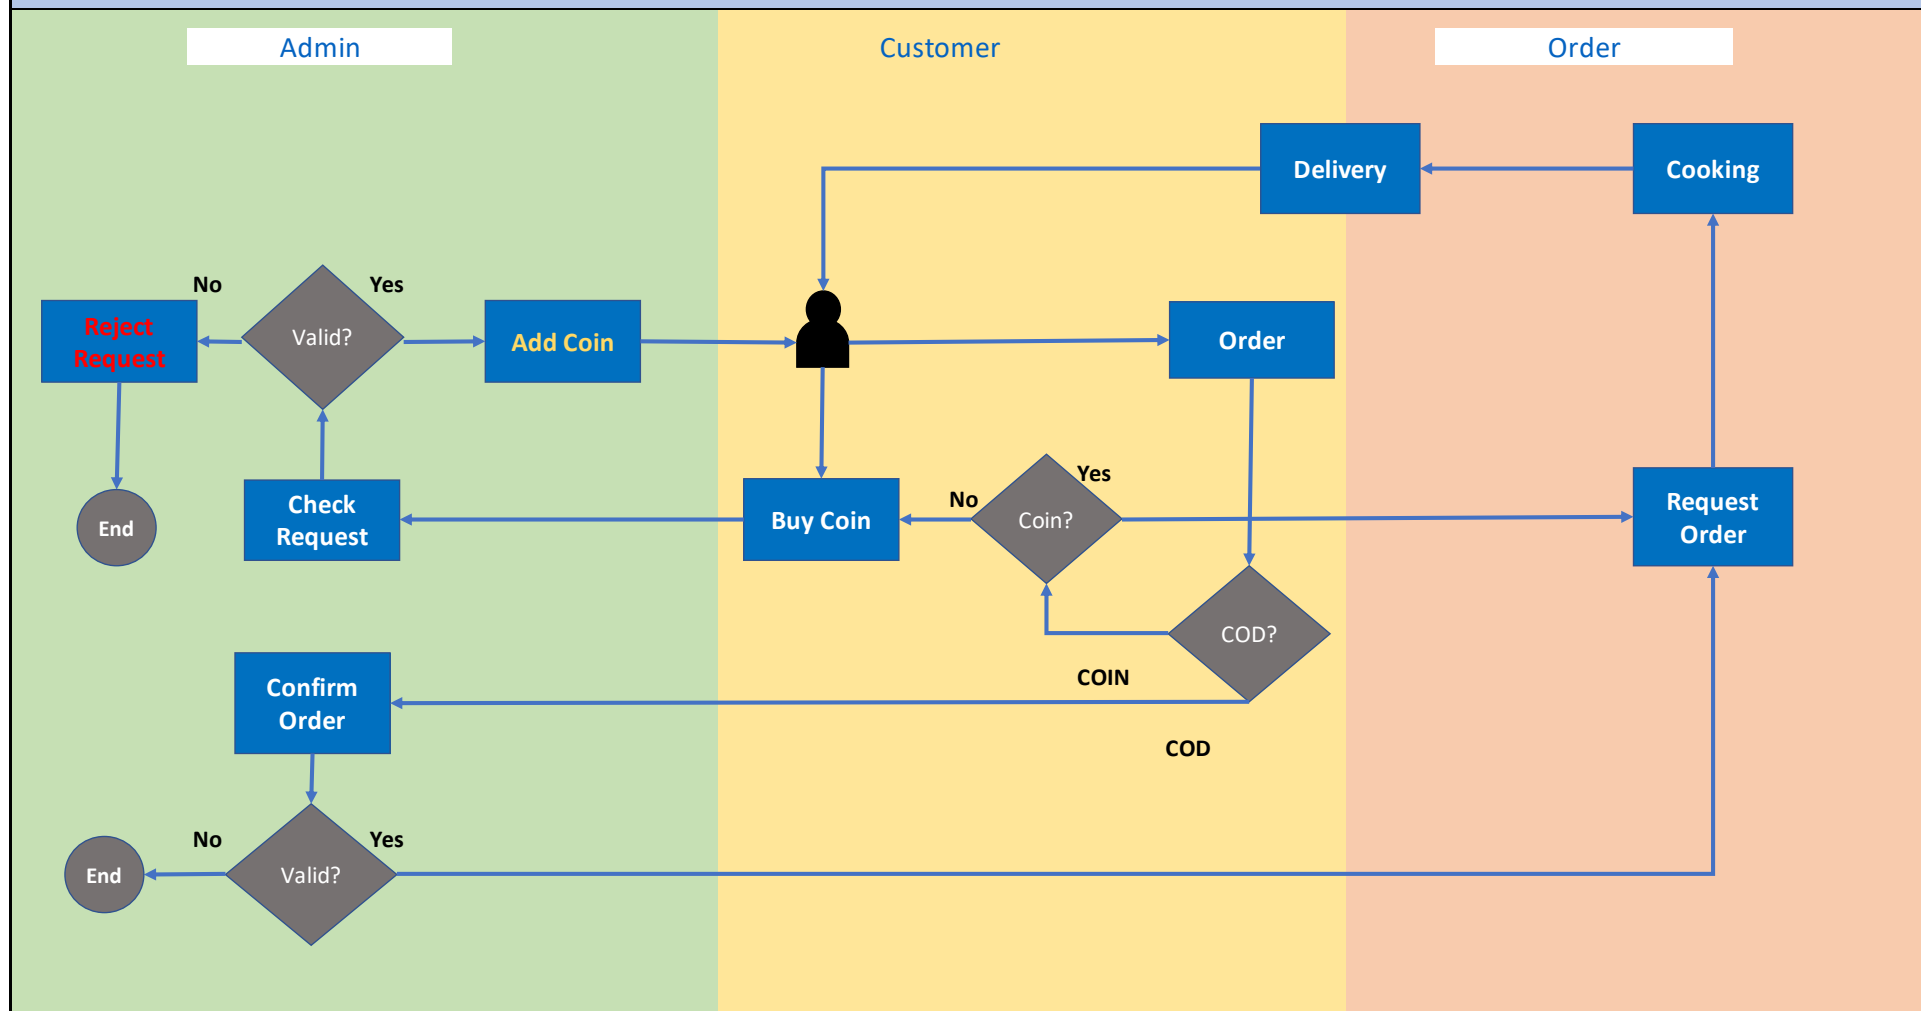 Admin
Customer
Order
Delivery
Cooking
No
Yes
Reject
Request
Valid?
Add Coin
Order
End
Check
Request
Buy Coin
No
Coin?
Yes
Request
Order
COD?
COIN
Confirm
Order
COD
No
Yes
End
Valid?